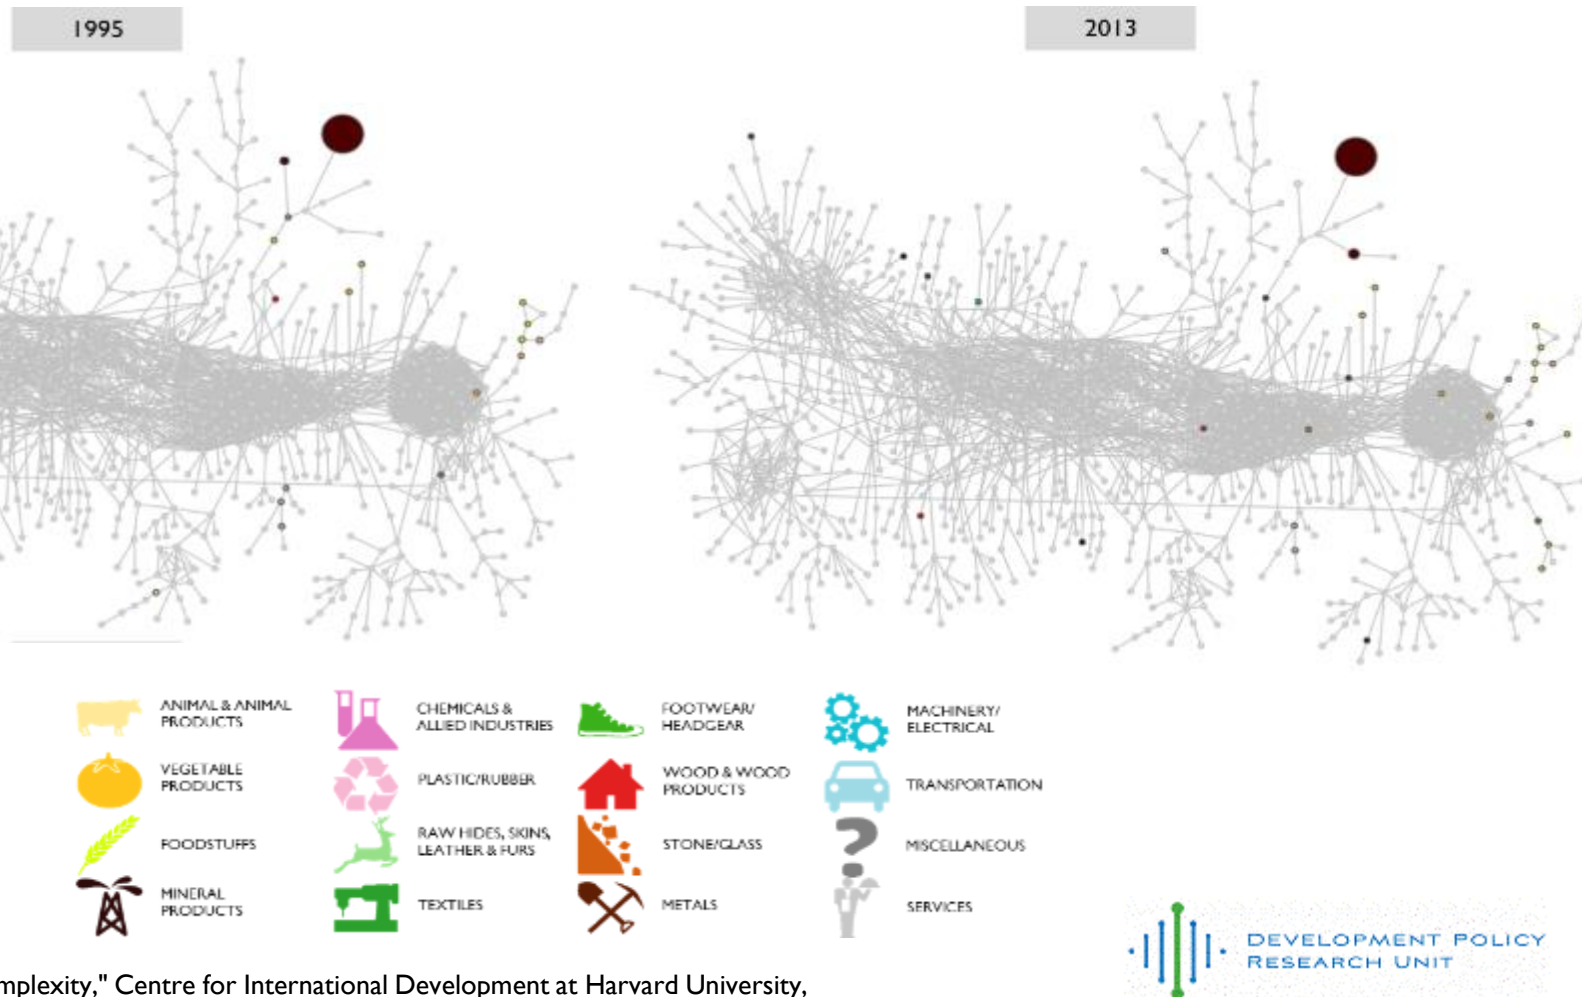 1995
2013
ANIMAL & ANIMAL
PRODUCTS
CHEMICALS &
ALLIED INDUSTRIES
FOOTWEAR/
HEADGEAR
MACHINERY/
ELECTRICAL
VEGETABLE
PRODUCTS
PLASTIC/RUBBER
WOOD & WOOD
PRODUCTS
TRANSPORTATION
FOODSTUFFS
RAW HIDES, SKINS,
LEATHER & FURS
STONE/GLASS
MISCELLANEOUS
MINERAL
PRODUCTS
TEXTILES
METALS
SERVICES
DEVELOPMENT POLICY
RESEARCH UNIT
mplexity," Centre for International Development at Harvard University,